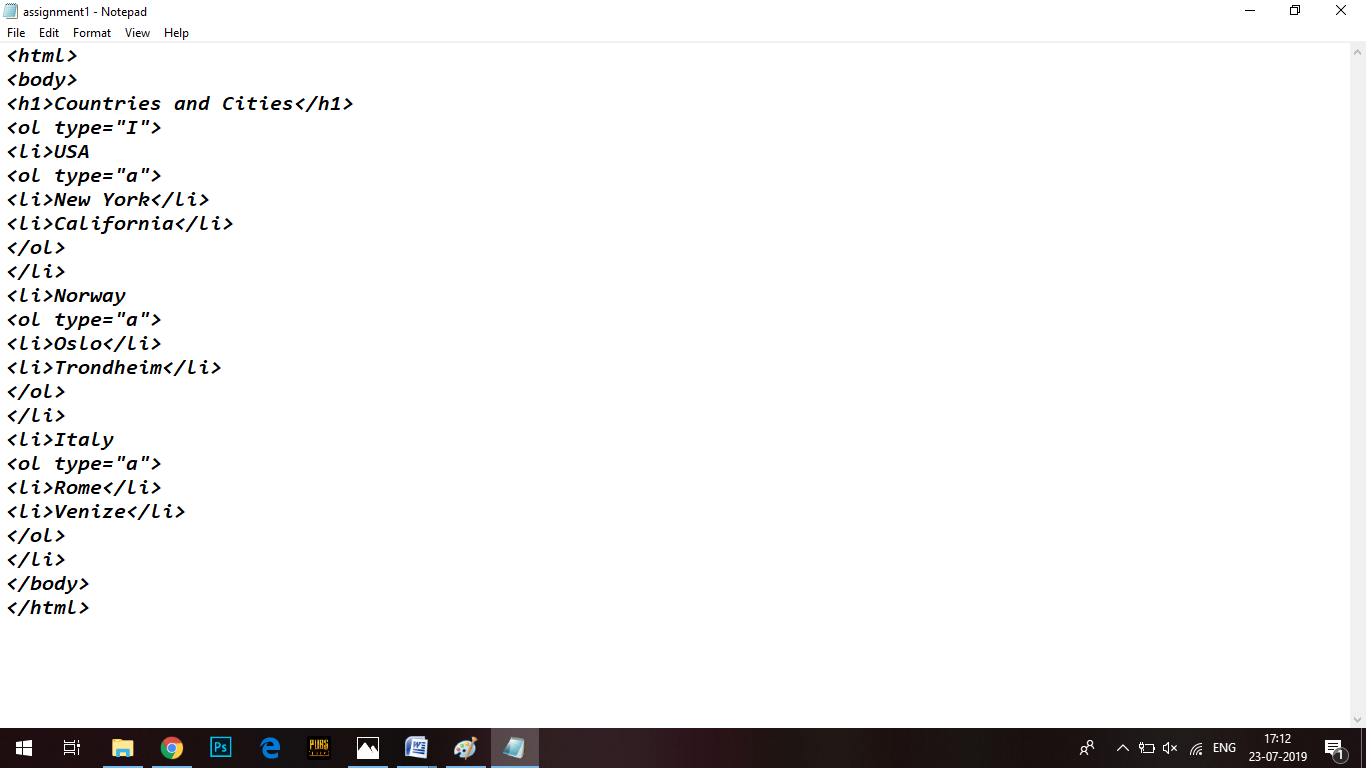 assignment1 - Notepad
File Edit Format View Help
<html>
<body>
<h1>Countries and Cities</h1>
<ol type="I">
<li>USA
<ol type="a">
<li>New York</li>
<li>California</li>
</ol>
</li>
<li>Norway
<ol type="a">
<li>Oslo</li>
<li>Trondheim</li>
</ol>
</li>
<li>Italy
<ol type="a">
<li>Rome</li>
<li>Venize</li>
</ol>
</li>
</body>
</html>
Ps
PUBG
W
ENG
17:12
23-07-2019
1